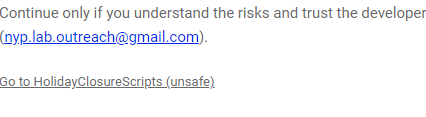 Continue only if you understand the risks and trust the developer
(nyp.lab.outreach@gmail.com).
Go to HolidayClosureScripts (unsafe)